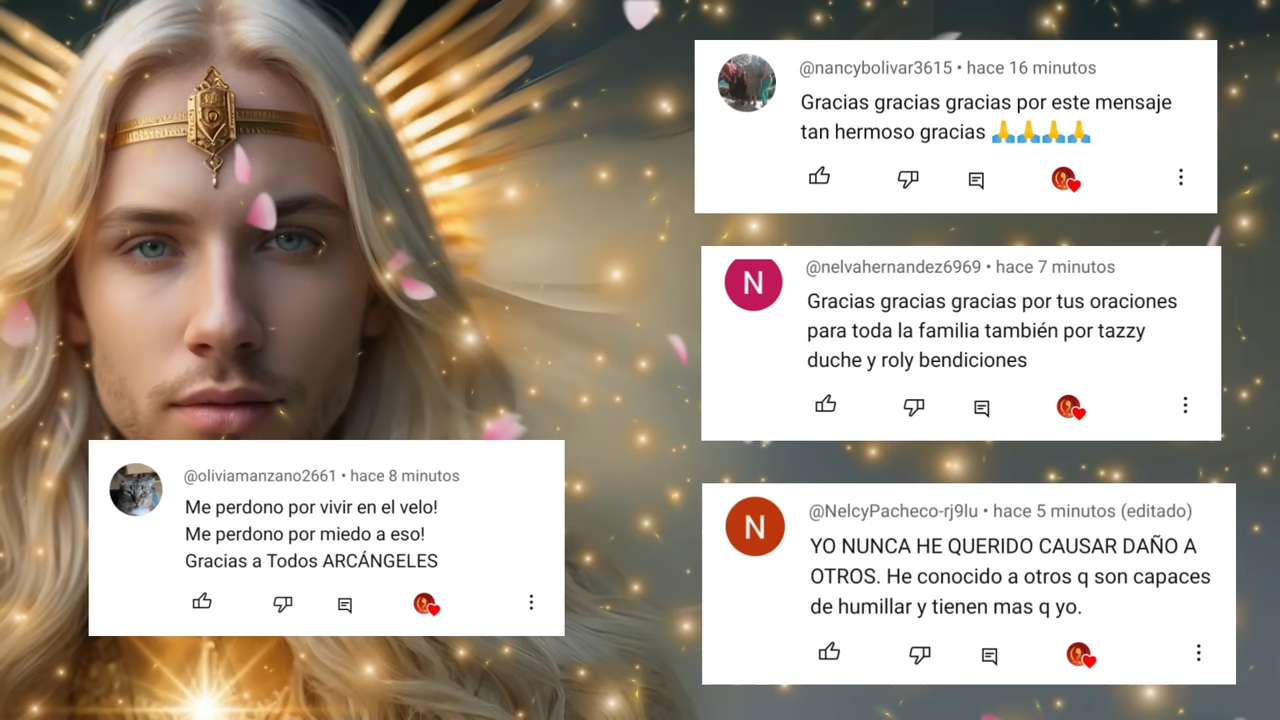 @nancybolivar3615 • hace 16 minutos
Gracias gracias gracias por este mensaje
tan hermoso gracias 🙏🙏🙏🙏
N
@nelvahernandez6969 • hace 7 minutos
Gracias gracias gracias por tus oraciones
para toda la familia también por tazzy
duche y roly bendiciones
@oliviamanzano2661 • hace 8 minutos
Me perdono por vivir en el velo!
Me perdono por miedo a eso!
Gracias a Todos ARCÁNGELES
N
@NelcyPacheco-rj9lu • hace 5 minutos (editado)
YO NUNCA HE QUERIDO CAUSAR DAÑO A
OTROS. He conocido a otros q son capaces
de humillar y tienen mas q yo.